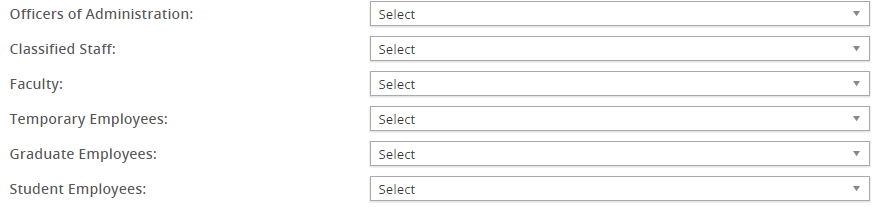 Officers of Administration: Select
Classified Staff: Select
Faculty: Select
Temporary Employees: Select
Graduate Employees: Select
Student Employees: Select